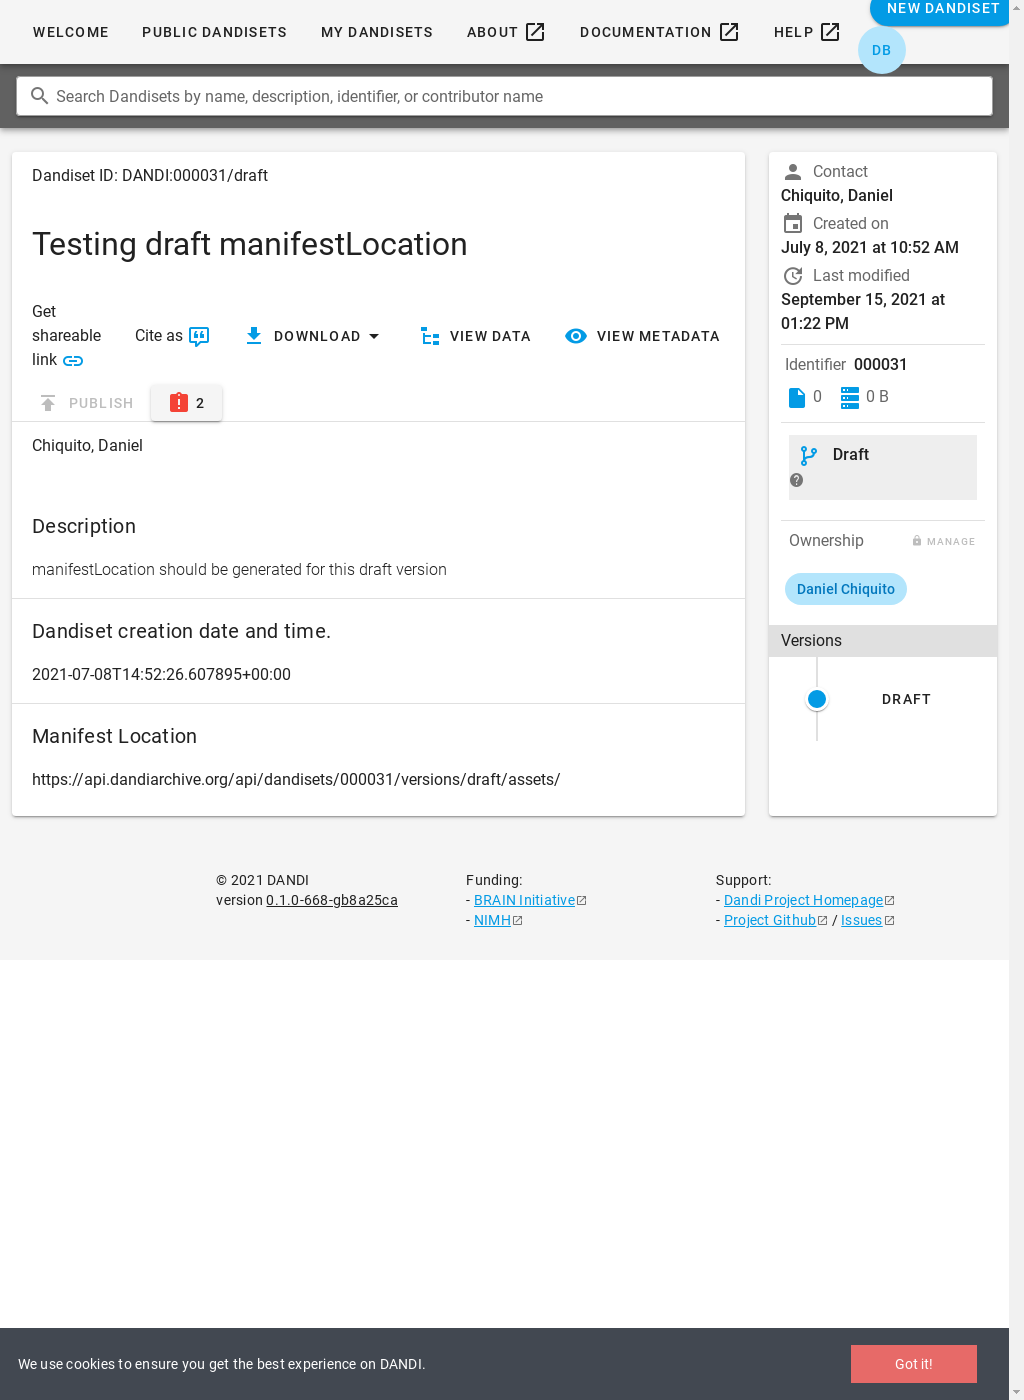 WELCOME PUBLIC DANDISETS MY DANDISETS ABOUT DOCUMENTATION HELP NEW DANDISET
DB
Search Dandisets by name, description, identifier, or contributor name
Dandiset ID: DANDI:000031/draft
Testing draft manifestLocation
Get
shareable
link
Cite as
DOWNLOAD
VIEW DATA
VIEW METADATA
PUBLISH
2
Chiquito, Daniel
Description
manifestLocation should be generated for this draft version
Dandiset creation date and time.
2021-07-08T14:52:26.607895+00:00
Manifest Location
https://api.dandiarchive.org/api/dandisets/000031/versions/draft/assets/
Contact
Chiquito, Daniel
Created on
July 8, 2021 at 10:52 AM
Last modified
September 15, 2021 at
01:22 PM
Identifier 000031
0 0 B
Draft
Ownership MANAGE
Daniel Chiquito
Versions
DRAFT
© 2021 DANDI
version 0.1.0-668-gb8a25ca
Funding:
- BRAIN Initiative
- NIMH
Support:
- Dandi Project Homepage
- Project Github / Issues
We use cookies to ensure you get the best experience on DANDI.
Got it!